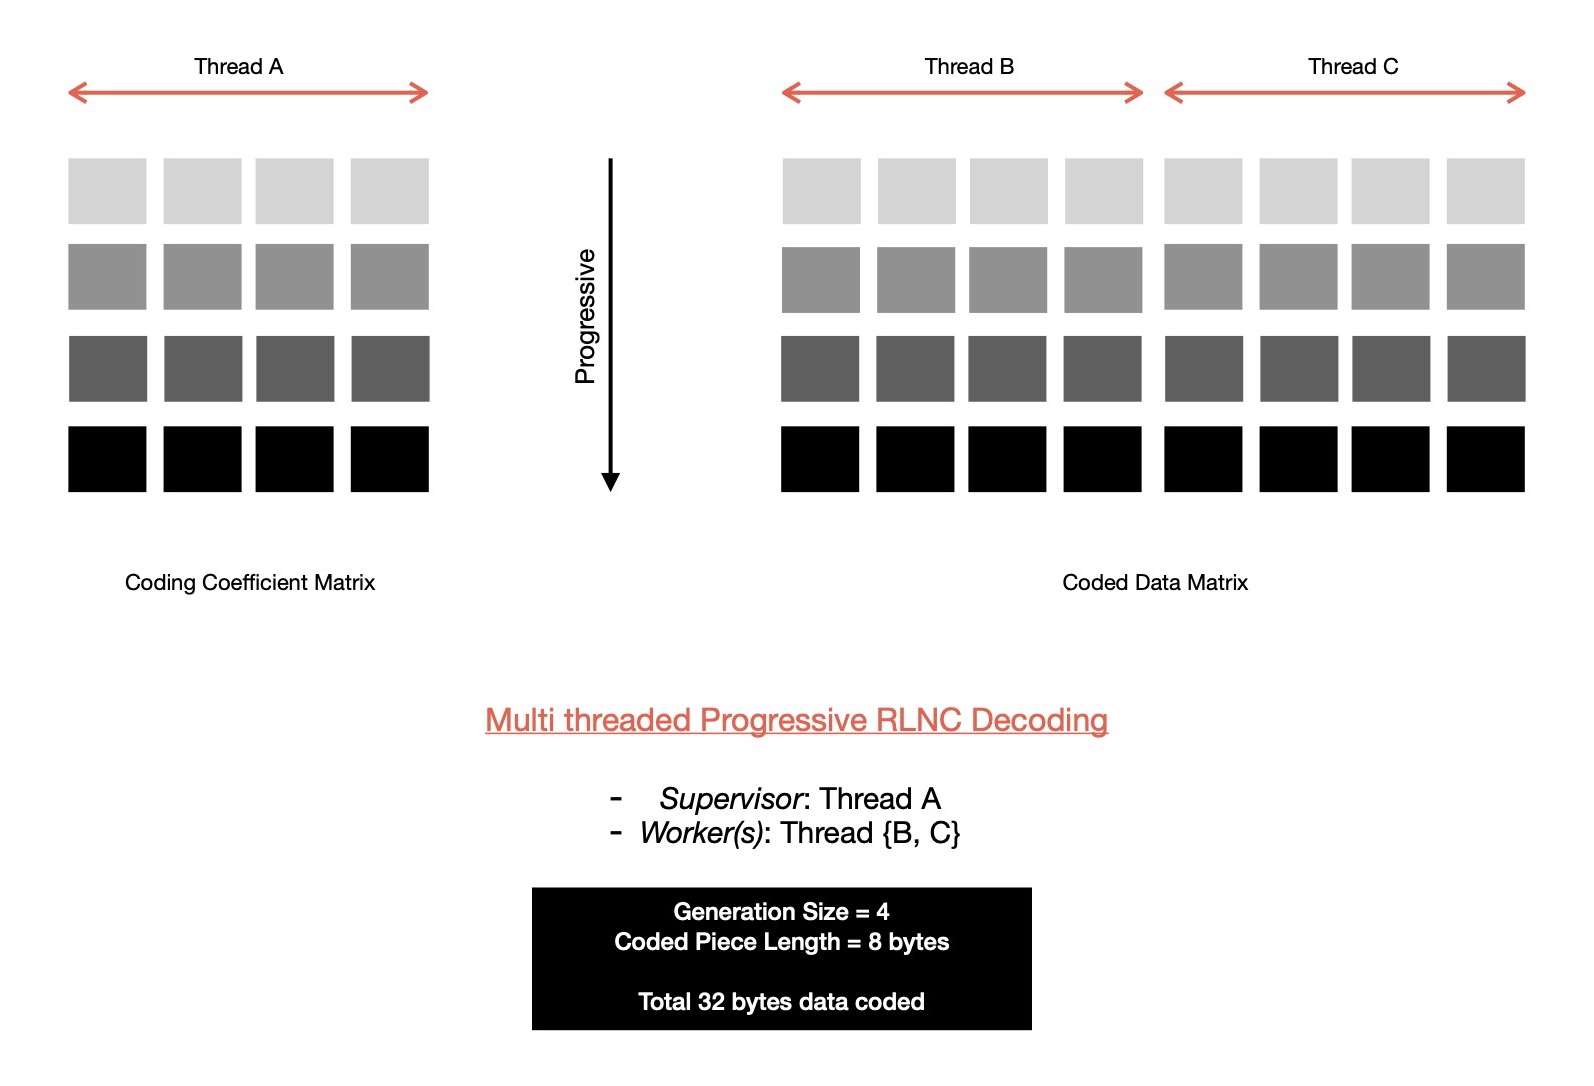 Thread A
Thread B
Thread C
Progressive
Coding Coefficient Matrix
Coded Data Matrix
Multi threaded Progressive RLNC Decoding
- Supervisor: Thread A
- Worker(s): Thread {B, C}
Generation Size = 4
Coded Piece Length = 8 bytes
Total 32 bytes data coded